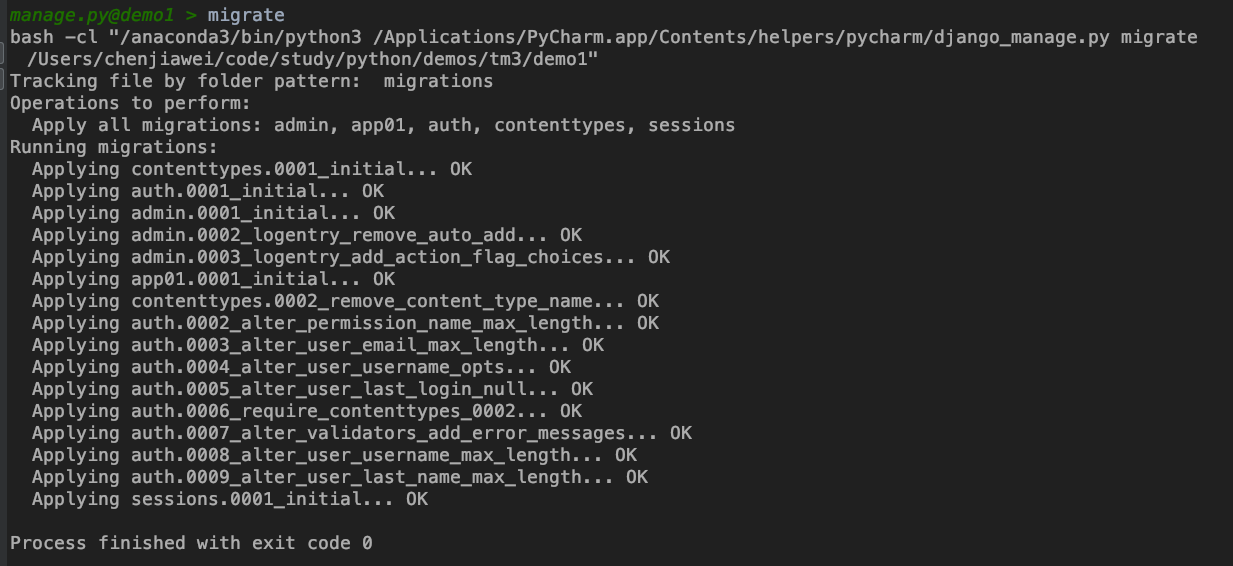 manage.py@demo1 > migrate
bash -cl "/anaconda3/bin/python3 /Applications/PyCharm.app/Contents/helpers/pycharm/django_manage.py migrate
/Users/chenjiawei/code/study/python/demos/tm3/demo1"
Tracking file by folder pattern:  migrations
Operations to perform:
  Apply all migrations: admin, app01, auth, contenttypes, sessions
Running migrations:
  Applying contenttypes.0001_initial... OK
  Applying auth.0001_initial... OK
  Applying admin.0001_initial... OK
  Applying admin.0002_logentry_remove_auto_add... OK
  Applying admin.0003_logentry_add_action_flag_choices... OK
  Applying app01.0001_initial... OK
  Applying contenttypes.0002_remove_content_type_name... OK
  Applying auth.0002_alter_permission_name_max_length... OK
  Applying auth.0003_alter_user_email_max_length... OK
  Applying auth.0004_alter_user_username_opts... OK
  Applying auth.0005_alter_user_last_login_null... OK
  Applying auth.0006_require_contenttypes_0002... OK
  Applying auth.0007_alter_validators_add_error_messages... OK
  Applying auth.0008_alter_user_username_max_length... OK
  Applying auth.0009_alter_user_last_name_max_length... OK
  Applying sessions.0001_initial... OK
Process finished with exit code 0